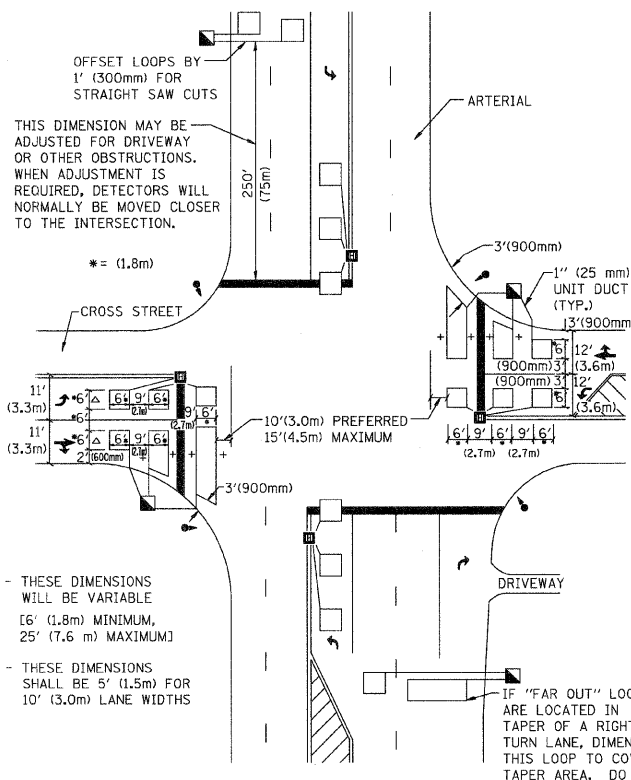 OFFSET LOOPS BY
1' (300mm) FOR
STRAIGHT SAW CUTS
THIS DIMENSION MAY BE
ADJUSTED FOR DRIVEWAY
OR OTHER OBSTRUCTIONS.
WHEN ADJUSTMENT IS
REQUIRED, DETECTORS WILL
NORMALLY BE MOVED CLOSER
TO THE INTERSECTION.
* = (1.8m)
250'
(75m)
ARTERIAL
3'(900mm)
1" (25 mm)
UNIT DUCT
(TYP.)
CROSS STREET
3'(900mm
6'
12'
(3.6m)
(900mm) 3'
(900mm) 3'
12'
6'
(3.6m)
11'
(3.3m)
*6'
6' 9' 6'
(2.7m)
*6'
9' 6'
(2.7m)
11'
(3.3m)
*6'
6' 9' 6'
(2.7m)
2' (600mm)
10'(3.0m) PREFERRED
15'(4.5m) MAXIMUM
6' 9' 6' 9' 6'
(2.7m) (2.7m)
3'(900mm)
DRIVEWAY
- THESE DIMENSIONS
WILL BE VARIABLE
[6' (1.8m) MINIMUM,
25' (7.6 m) MAXIMUM]
- THESE DIMENSIONS
SHALL BE 5' (1.5m) FOR
10' (3.0m) LANE WIDTHS
IF "FAR OUT" LOO
ARE LOCATED IN
TAPER OF A RIGHT
TURN LANE, DIMEN
THIS LOOP TO CO
TAPER AREA. DO